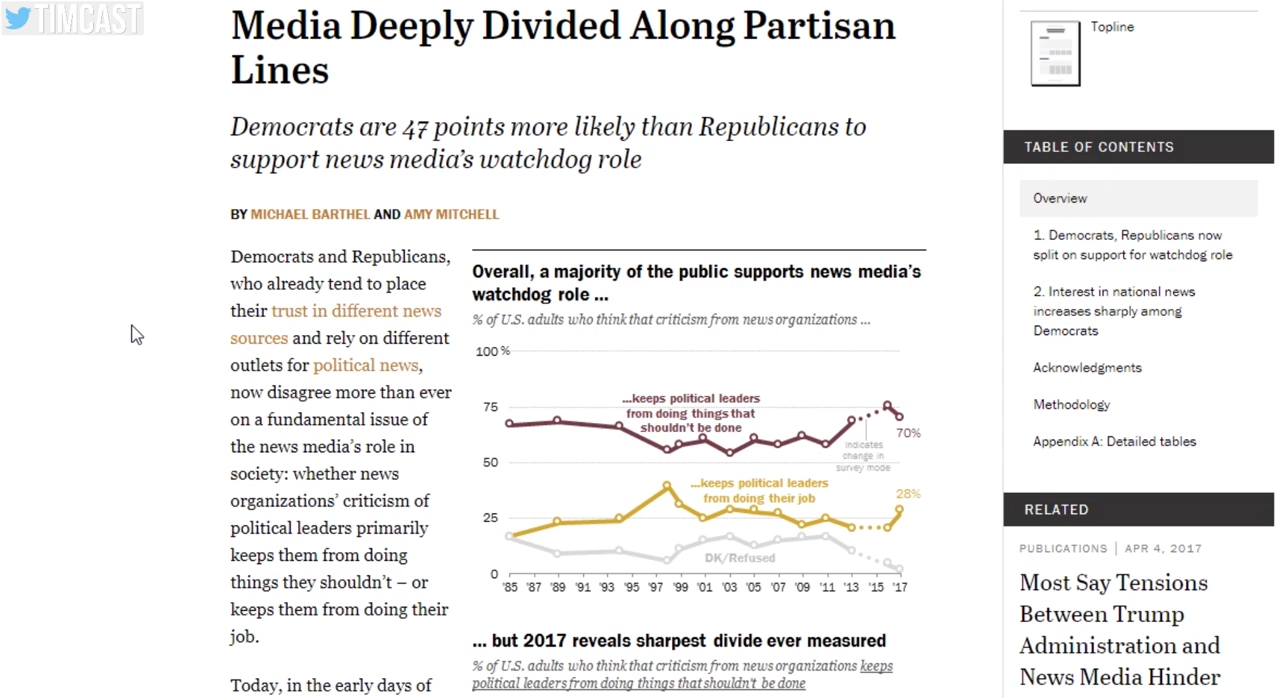 TIMCAST
Media Deeply Divided Along Partisan
Lines
Democrats are 47 points more likely than Republicans to
support news media's watchdog role
BY MICHAEL BARTHEL AND AMY MITCHELL
Democrats and Republicans,
who already tend to place
their trust in different news
sources and rely on different
outlets for political news,
now disagree more than ever
on a fundamental issue of
the news media's role in
society: whether news
organizations' criticism of
political leaders primarily
keeps them from doing
things they shouldn't – or
keeps them from doing their
job.
Today, in the early days of
Overall, a majority of the public supports news media's
watchdog role ...
% of U.S. adults who think that criticism from news organizations ...
100 %
75
50
25
0
...keeps political leaders
from doing things that
shouldn't be done
70%
indicates
change in
survey mode
...keeps political leaders
from doing their job
28%
DK/Refused
'85 '87 '89 '91 '93 '95 '97 '99 '01 '03 '05 '07 '09 '11 '13 '15 '17
... but 2017 reveals sharpest divide ever measured
% of U.S. adults who think that criticism from news organizations keeps
political leaders from doing things that shouldn't be done
Topline
TABLE OF CONTENTS
Overview
1. Democrats, Republicans now
split on support for watchdog role
2. Interest in national news
increases sharply among
Democrats
Acknowledgments
Methodology
Appendix A: Detailed tables
RELATED
PUBLICATIONS | APR 4, 2017
Most Say Tensions
Between Trump
Administration and
News Media Hinder